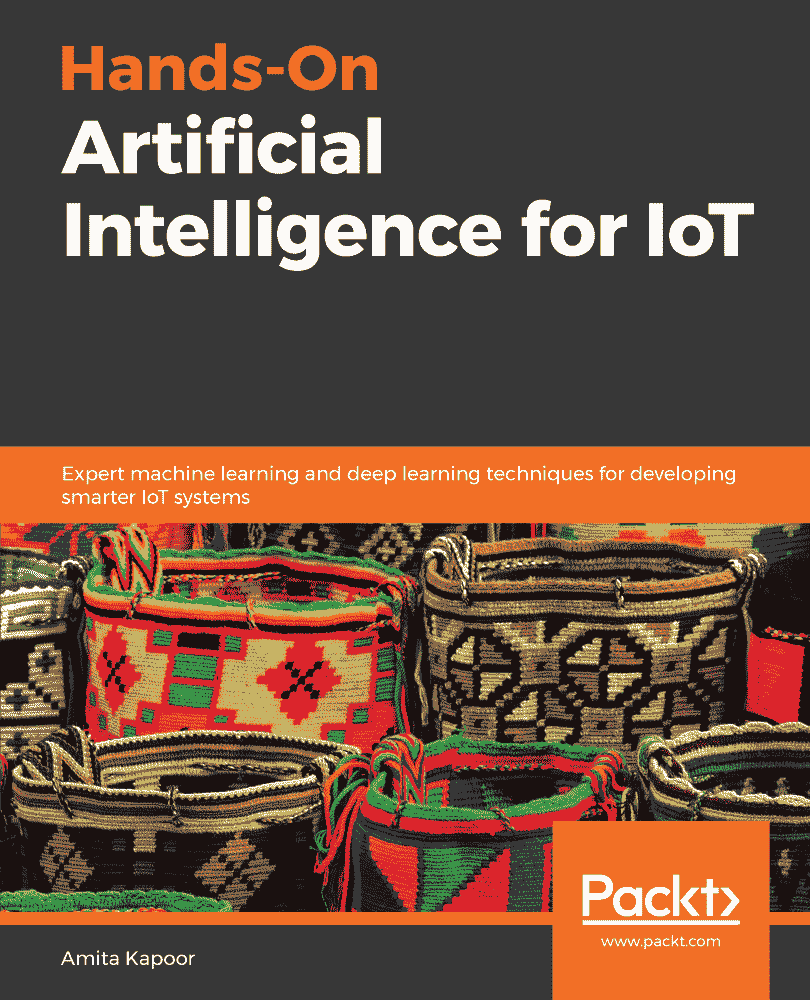 Hands-On
Artificial
Intelligence for IoT
Expert machine learning and deep learning techniques for developing
smarter IoT systems
Packt>
www.packt.com
Amita Kapoor